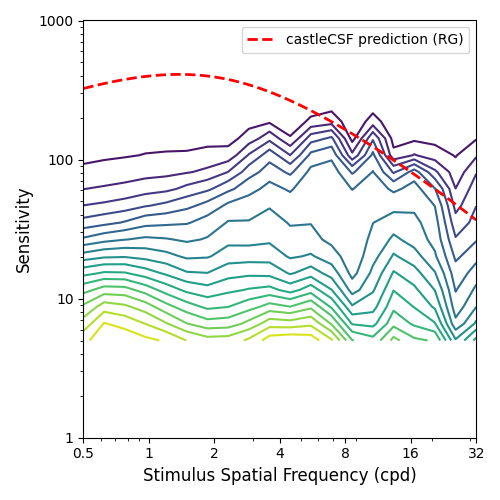 1000
castleCSF prediction (RG)
100
10
1
Sensitivity
0.5 1 2 4 8 16 32
Stimulus Spatial Frequency (cpd)